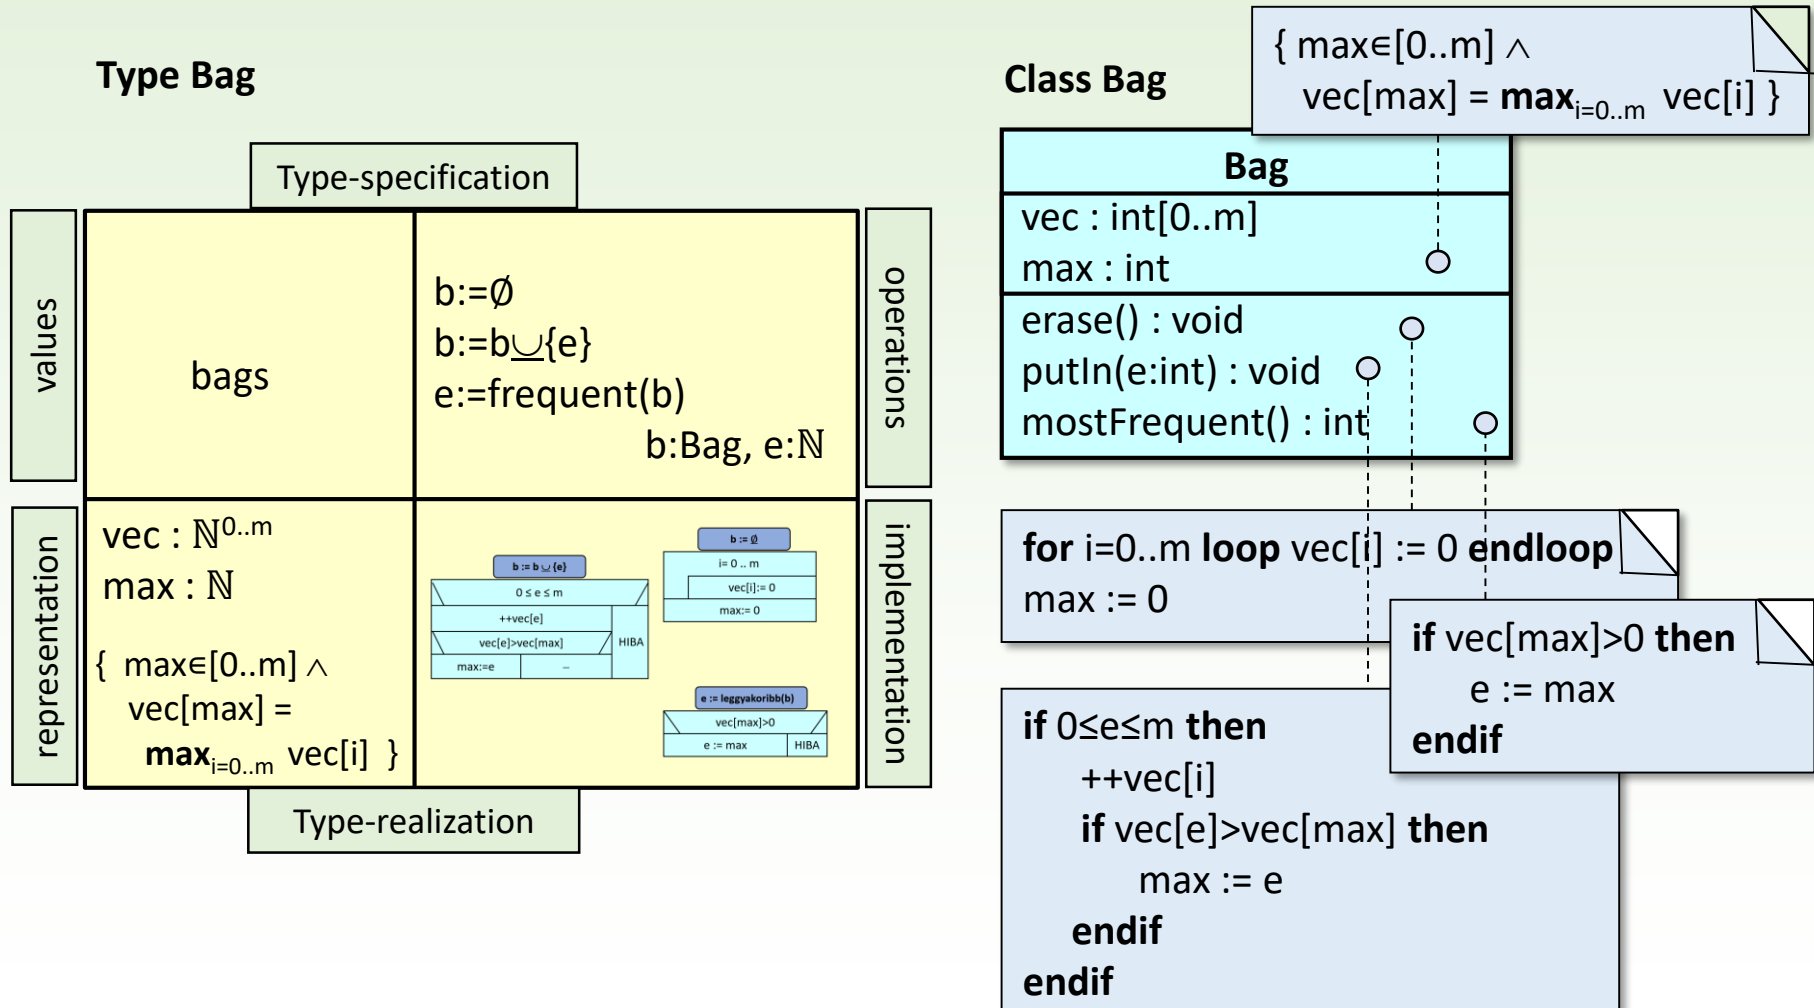 Type Bag
Type-specification
values
bags
b:=∅
b:=b⊍{e}
e:=frequent(b)
b:Bag, e:ℕ
operations
representation
vec : ℕ0..m
max : ℕ
{ max∈[0..m] ∧
vec[max] =
maxi=0..m vec[i] }
b := b ⊍ {e}
0 ≤ e ≤ m
++vec[e]
vec[e]>vec[max]
HIBA
max:=e
–
b := ∅
i= 0 .. m
vec[i]:= 0
max:= 0
e := leggyakoribb(b)
vec[max]>0
e := max
HIBA
implementation
Type-realization
Class Bag
{ max∈[0..m] ∧
vec[max] = maxi=0..m vec[i] }
Bag
vec : int[0..m]
max : int
erase() : void
putIn(e:int) : void
mostFrequent() : int
for i=0..m loop vec[i] := 0 endloop
max := 0
if vec[max]>0 then
e := max
endif
if 0≤e≤m then
++vec[i]
if vec[e]>vec[max] then
max := e
endif
endif